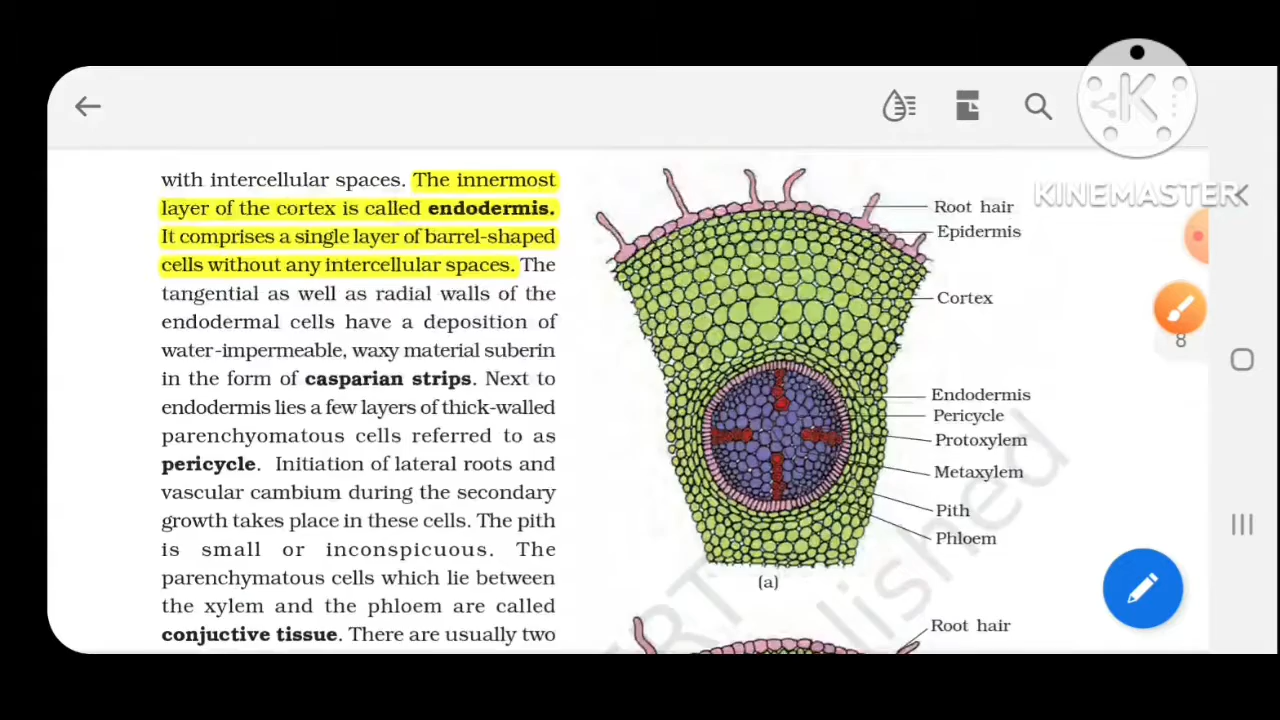 KINEMASTER
with intercellular spaces. The innermost
layer of the cortex is called endodermis.
It comprises a single layer of barrel-shaped
cells without any intercellular spaces. The
tangential as well as radial walls of the
endodermal cells have a deposition of
water-impermeable, waxy material suberin
in the form of casparian strips. Next to
endodermis lies a few layers of thick-walled
parenchyomatous cells referred to as
pericycle. Initiation of lateral roots and
vascular cambium during the secondary
growth takes place in these cells. The pith
is small or inconspicuous. The
parenchymatous cells which lie between
the xylem and the phloem are called
conjuctive tissue. There are usually two
Root hair
Epidermis
Cortex
Endodermis
Pericycle
Protoxylem
Metaxylem
Pith
Phloem
(a)
Root hair
8